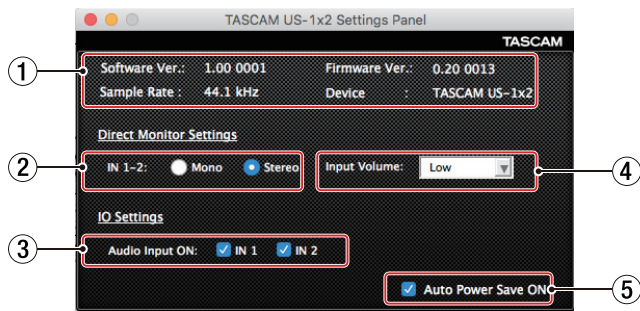 TASCAM US-1x2 Settings Panel
TASCAM
1
Software Ver.: 1.00 0001 Firmware Ver.: 0.20 0013
Sample Rate : 44.1 kHz Device : TASCAM US-1x2
Direct Monitor Settings
2
IN 1-2: Mono Stereo Input Volume: Low
4
IO Settings
3
Audio Input ON: IN 1 IN 2
Auto Power Save ON
5